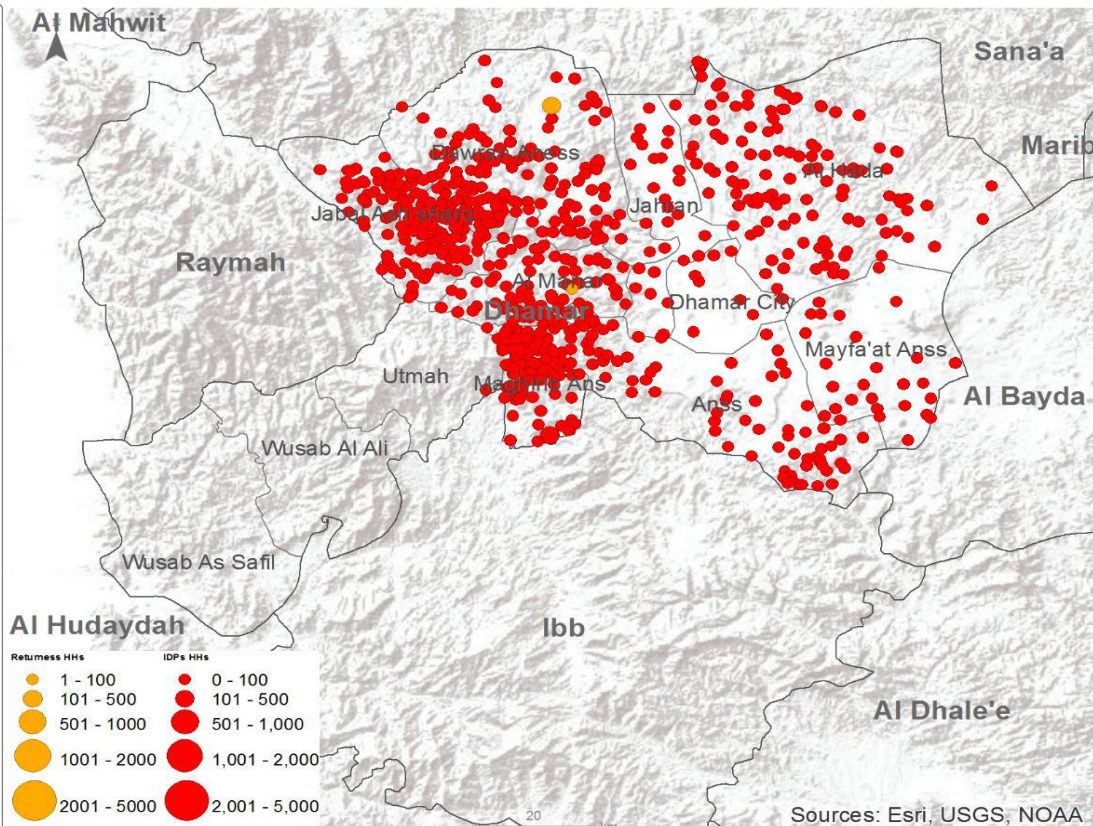 Al Mahwit
Sana'a
Marib
Dawran Aness
Al Hada
Jabal Ash sharq
Jahran
Raymah
Al Manar
Dhamar City
Dhamar
Mayfa'at Anss
Utmah
Maghirib Ans
Anss
Al Bayda
Wusab Al Ali
Wusab As Safil
Al Hudaydah
Ibb
Al Dhale'e
Returness HHs
1 - 100
101 - 500
501 - 1000
1001 - 2000
2001 - 5000
IDPs HHs
0 - 100
101 - 500
501 - 1,000
1,001 - 2,000
2,001 - 5,000
20
Sources: Esri, USGS, NOAA